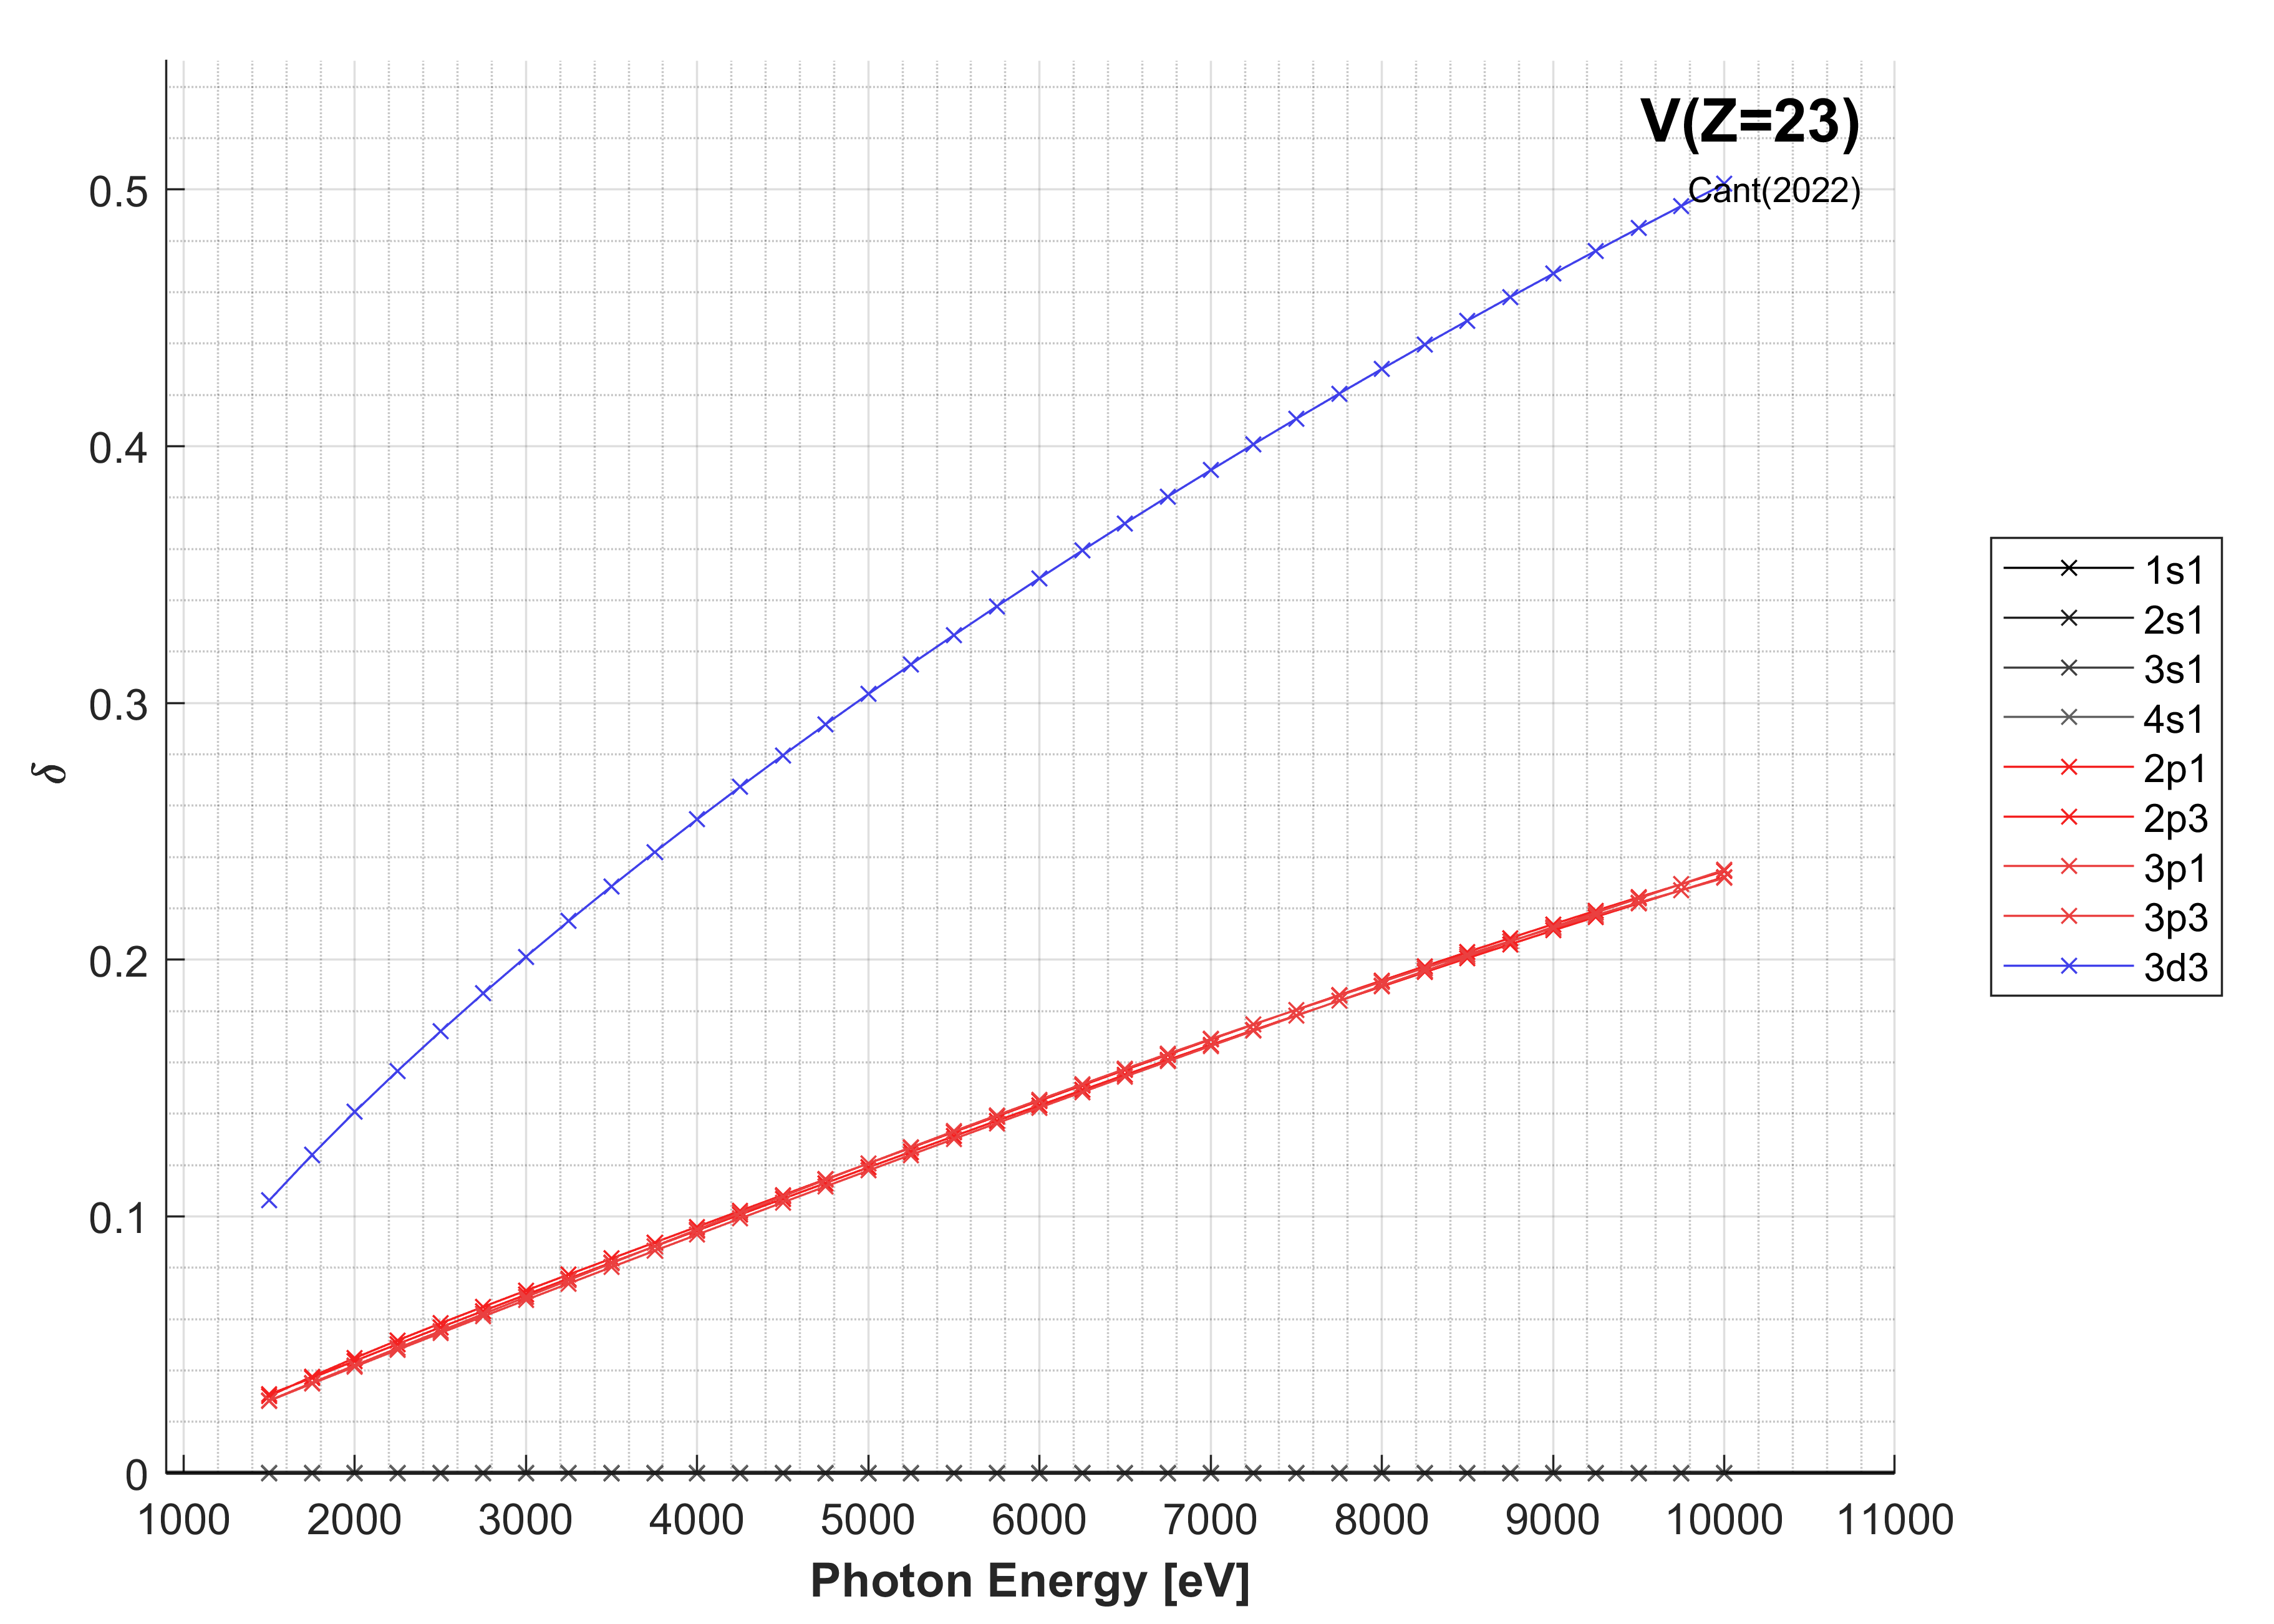 V(Z=23)
Cant(2022)
0.5
0.4
0.3
0.2
0.1
0
δ
1000 2000 3000 4000 5000 6000 7000 8000 9000 10000 11000
Photon Energy [eV]
1s1
2s1
3s1
4s1
2p1
2p3
3p1
3p3
3d3